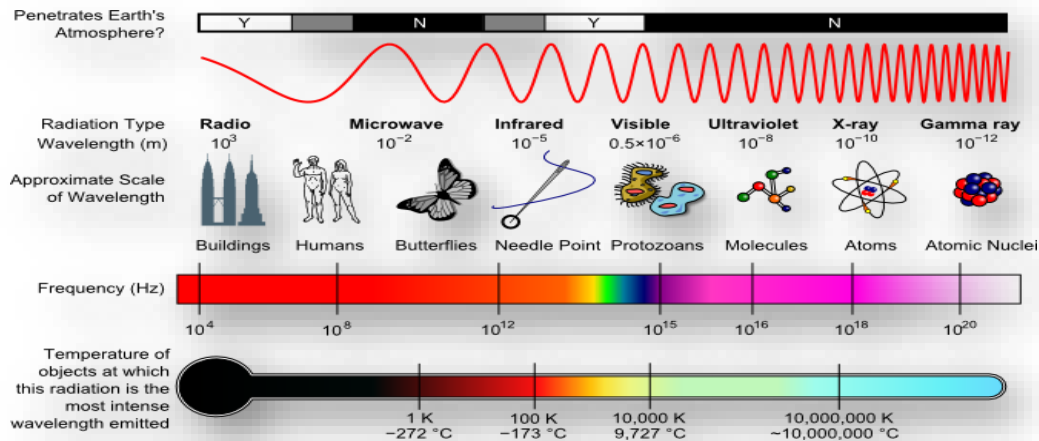 Penetrates Earth's Atmosphere?
Y N Y N
Radiation Type
Radio Microwave Infrared Visible Ultraviolet X-ray Gamma ray
Wavelength (m)
10³ 10⁻² 10⁻⁵ 0.5×10⁻⁶ 10⁻⁸ 10⁻¹⁰ 10⁻¹²
Approximate Scale
of Wavelength
Buildings Humans Butterflies Needle Point Protozoans Molecules Atoms Atomic Nuclei
Frequency (Hz)
10⁴ 10⁸ 10¹² 10¹⁵ 10¹⁶ 10¹⁸ 10²⁰
Temperature of
objects at which
this radiation is the
most intense
wavelength emitted
1 K 100 K 10,000 K 10,000,000 K
−272 °C −173 °C 9,727 °C ~10,000,000 °C